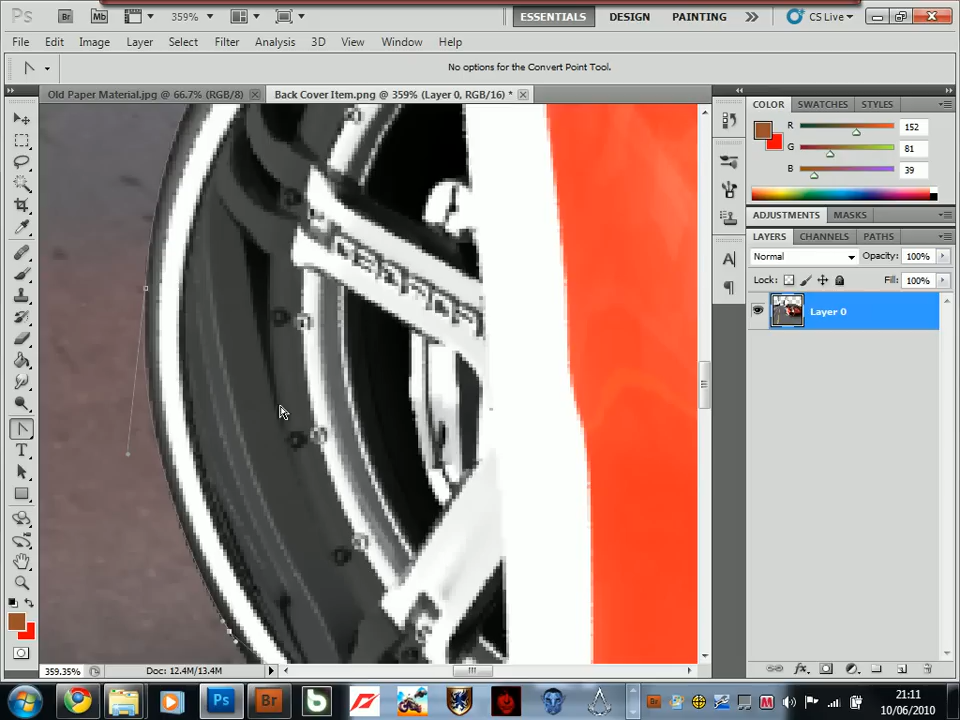 Ps Br Mb 359% ESSENTIALS DESIGN PAINTING CS Live
File Edit Image Layer Select Filter Analysis 3D View Window Help
No options for the Convert Point Tool.
Old Paper Material.jpg @ 66.7% (RGB/8) Back Cover Item.png @ 359% (Layer 0, RGB/16) *
COLOR SWATCHES STYLES
R 152
G 81
B 39
ADJUSTMENTS MASKS
LAYERS CHANNELS PATHS
Normal Opacity: 100%
Lock: Fill: 100%
Layer 0
359.35% Doc: 12.4M/13.4M
Ps Br
21:11
10/06/2010